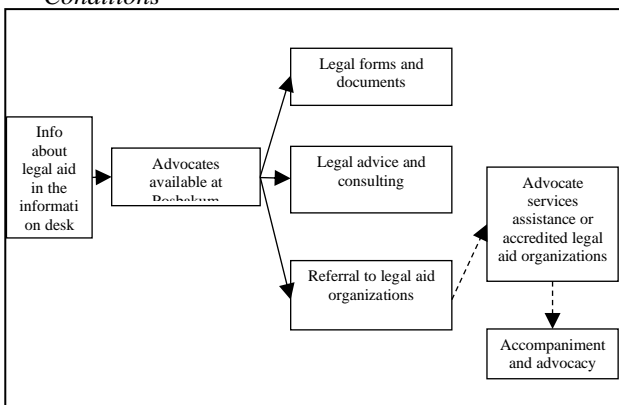 Conditions
Info
about
legal aid
in the
informati
on desk
Advocates
available at
Posbakum
Legal forms and
documents
Legal advice and
consulting
Referral to legal aid
organizations
Advocate
services
assistance or
accredited legal
aid organizations
Accompaniment
and advocacy